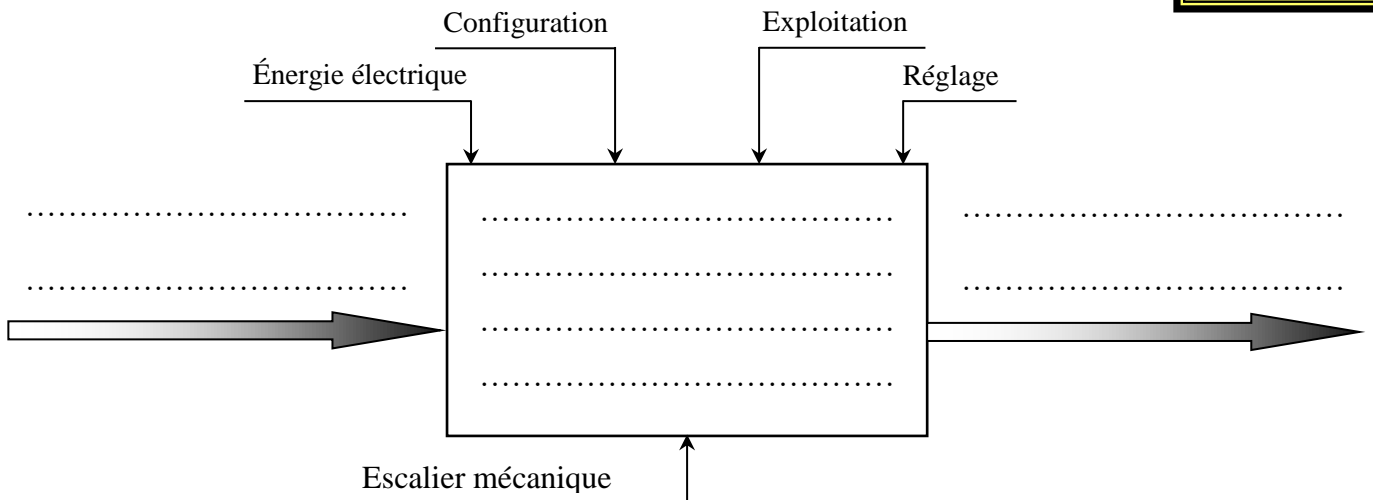 Configuration
Exploitation
Énergie électrique
Réglage
....................................
.......................................
....................................
....................................
.......................................
....................................
.......................................
.......................................
Escalier mécanique